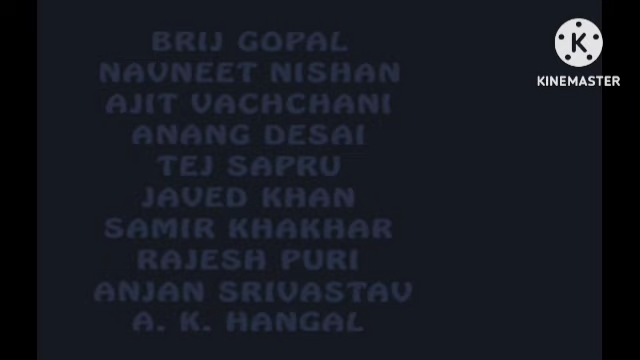 BRIJ GOPAL
NAVNEET NISHAN
AJIT VACHCHANI
ANANG DESAI
TEJ SAPRU
JAVED KHAN
SAMIR KHAKHAR
RAJESH PURI
ANJAN SRIVASTAV
A. K. HANGAL
K
KINEMASTER